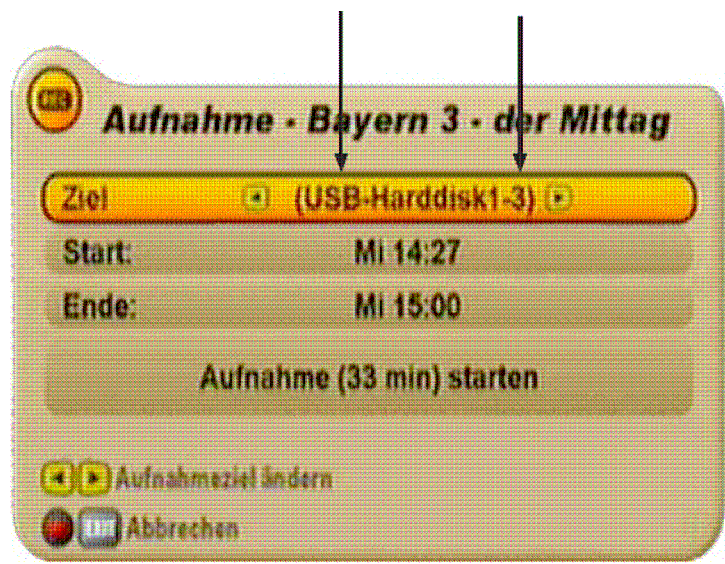 REC
Aufnahme - Bayern 3 - der Mittag
Ziel (USB-Harddisk1-3)
Start: Mi 14:27
Ende: Mi 15:00
Aufnahme (33 min) starten
Aufnahmeziel ändern
Abbrechen